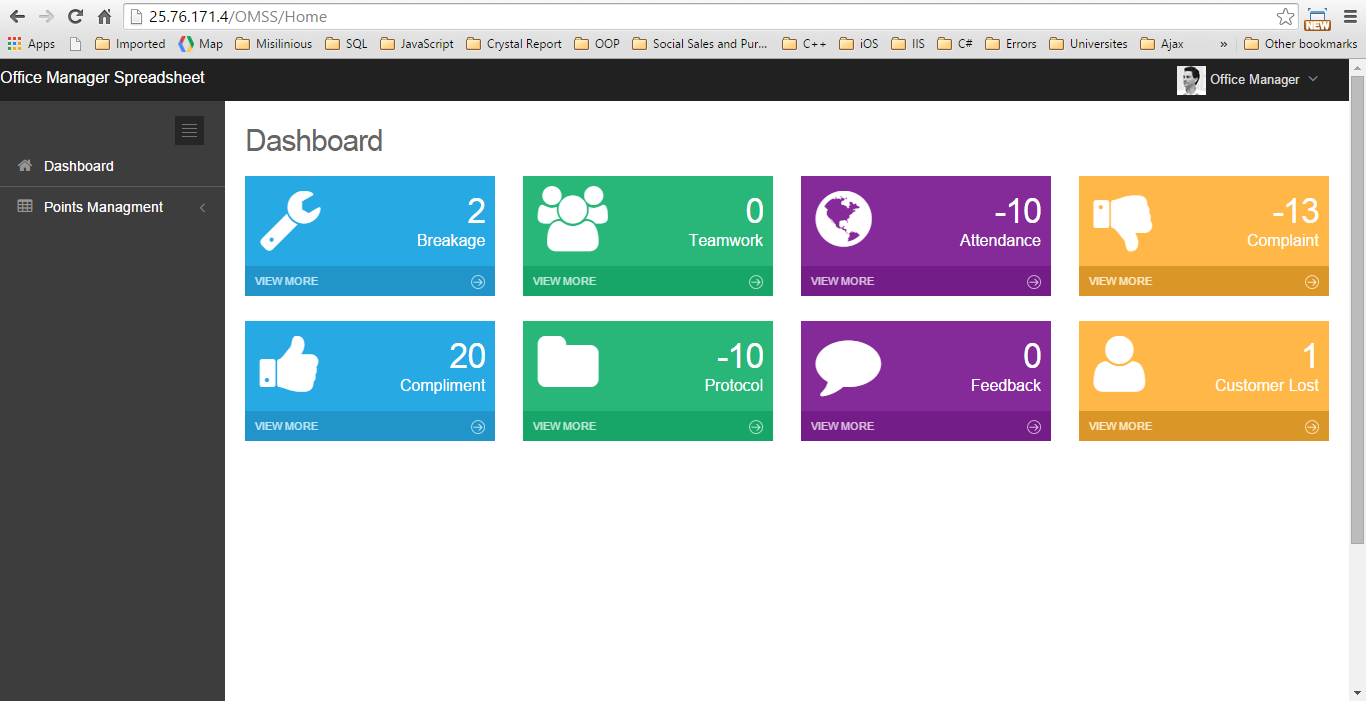 25.76.171.4/OMSS/Home
NEW
Apps Imported Map Misilinious SQL JavaScript Crystal Report OOP Social Sales and Pur... C++ iOS IIS C# Errors Universites Ajax » Other bookmarks
Office Manager Spreadsheet Office Manager
Dashboard
Points Managment
Dashboard
2
Breakage
VIEW MORE
0
Teamwork
VIEW MORE
-10
Attendance
VIEW MORE
-13
Complaint
VIEW MORE
20
Compliment
VIEW MORE
-10
Protocol
VIEW MORE
0
Feedback
VIEW MORE
1
Customer Lost
VIEW MORE